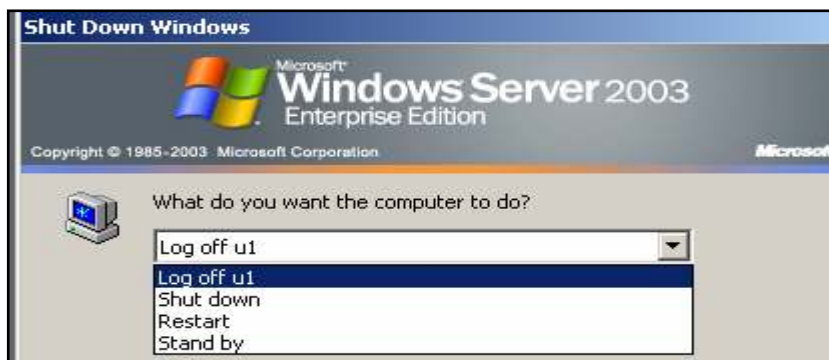 Shut Down Windows
Microsoft
Windows Server 2003
Enterprise Edition
Copyright © 1985-2003 Microsoft Corporation
Microsoft
What do you want the computer to do?
Log off u1
Log off u1
Shut down
Restart
Stand by